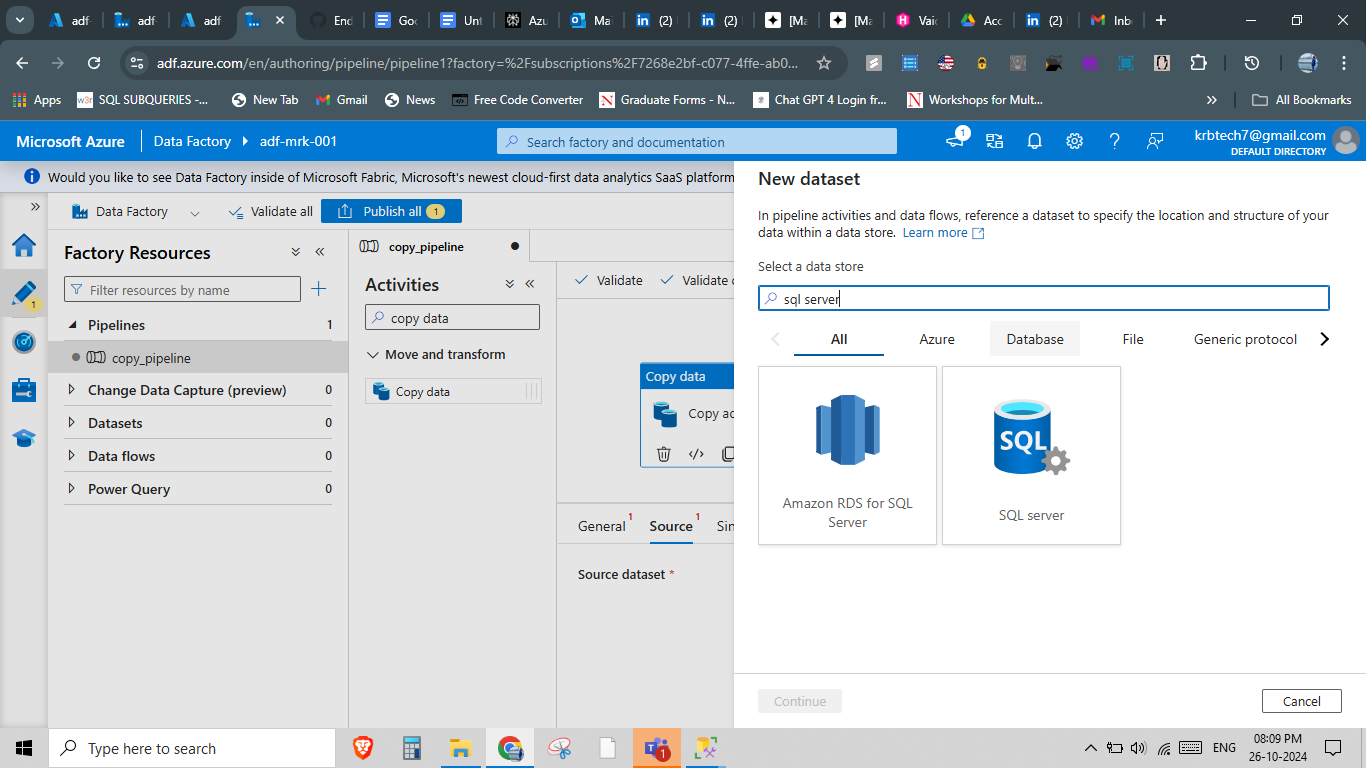 adf
adf
adf
End
Goo
Unt
Azu
Ma
(2)
(2)
[Ma
[Ma
Vaid
Acc
(2)
Inb
adf.azure.com/en/authoring/pipeline/pipeline1?factory=%2Fsubscriptions%2F7268e2bf-c077-4ffe-ab0...
Apps
w3r
SQL SUBQUERIES -...
New Tab
Gmail
News
Free Code Converter
Graduate Forms - N...
Chat GPT 4 Login fr...
Workshops for Mult...
All Bookmarks
Microsoft Azure
Data Factory
adf-mrk-001
Search factory and documentation
1
krbtech7@gmail.com
DEFAULT DIRECTORY
Would you like to see Data Factory inside of Microsoft Fabric, Microsoft's newest cloud-first data analytics SaaS platform
Data Factory
Validate all
Publish all
1
1
Factory Resources
Filter resources by name
Pipelines
1
copy_pipeline
Change Data Capture (preview)
0
Datasets
0
Data flows
0
Power Query
0
copy_pipeline
Activities
copy data
Move and transform
Copy data
Validate
Validate c
Copy data
Copy ac
General 1
Source 1
Sin
Source dataset *
New dataset
In pipeline activities and data flows, reference a dataset to specify the location and structure of your
data within a data store. Learn more
Select a data store
sql server
All
Azure
Database
File
Generic protocol
Amazon RDS for SQL
Server
SQL
SQL server
Continue
Cancel
Type here to search
1
ENG
08:09 PM
26-10-2024